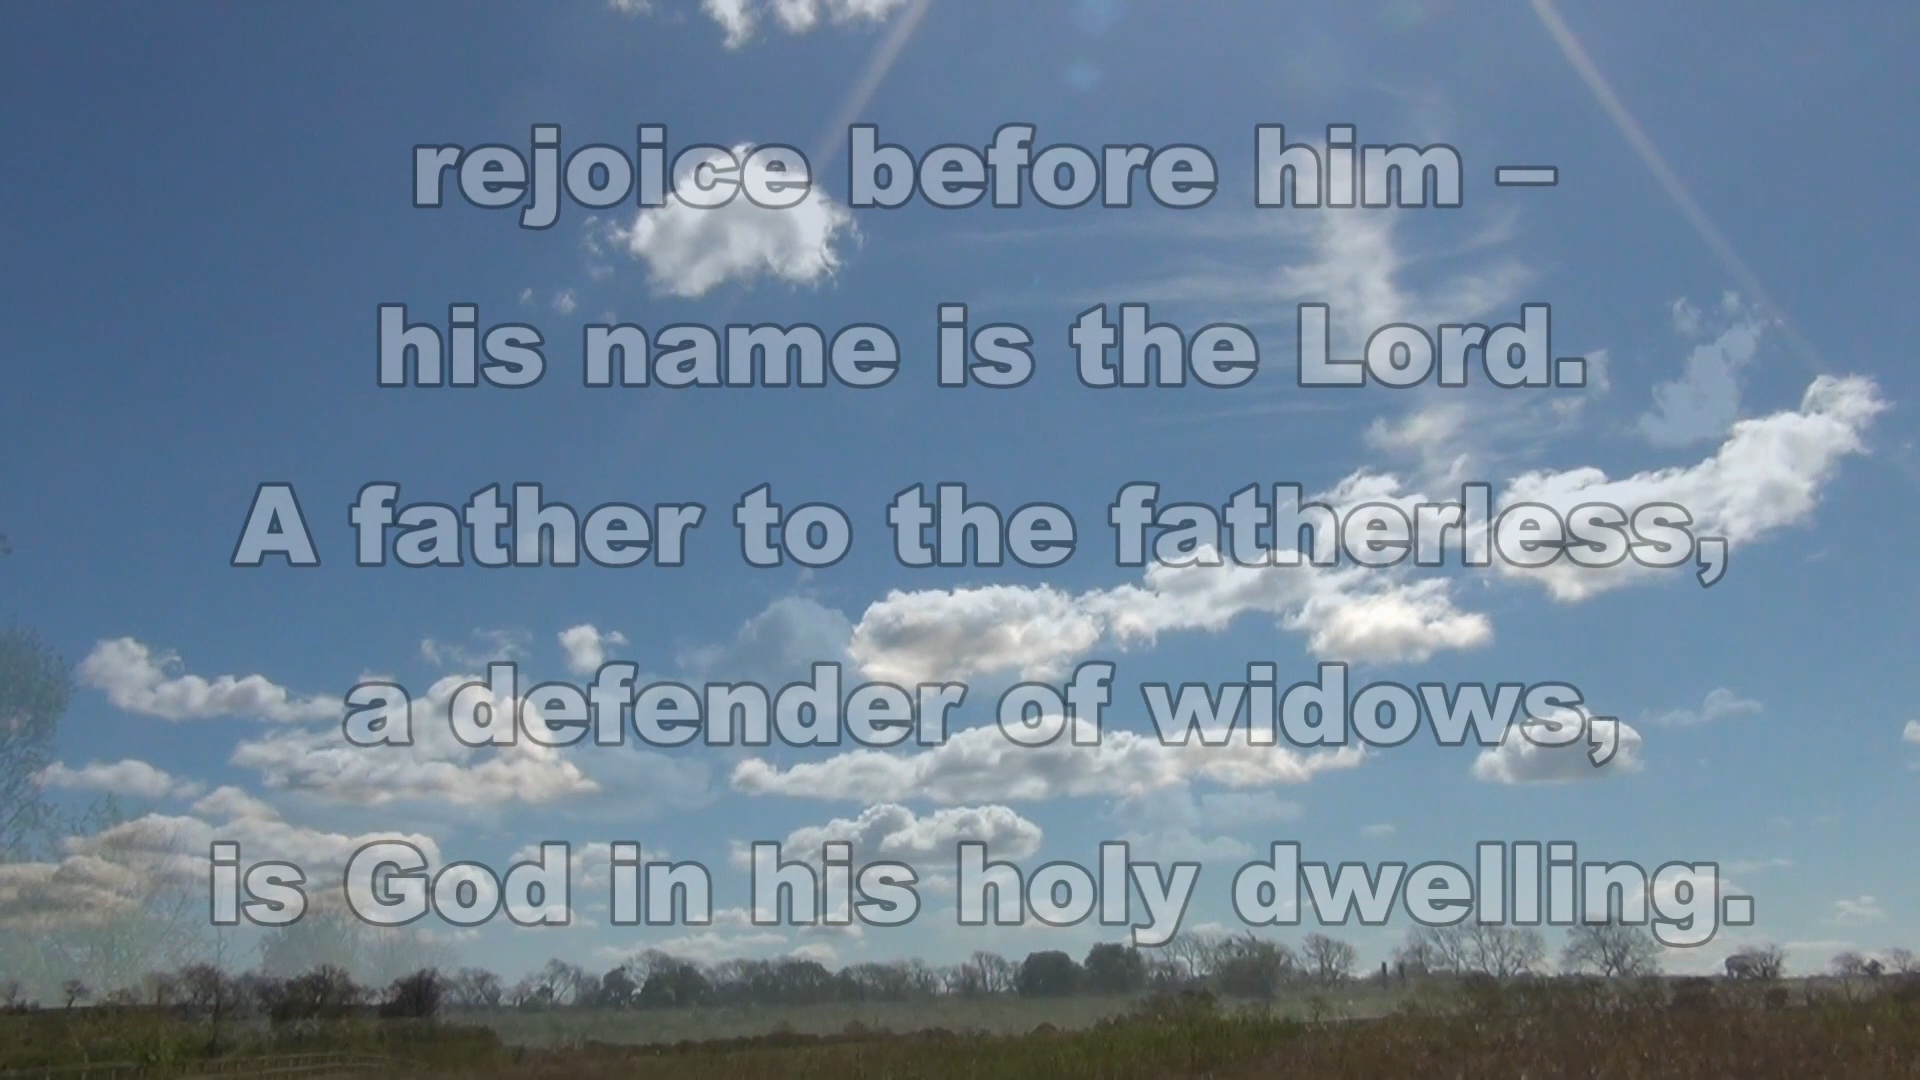 rejoice before him –
his name is the Lord.
A father to the fatherless,
a defender of widows,
is God in his holy dwelling.